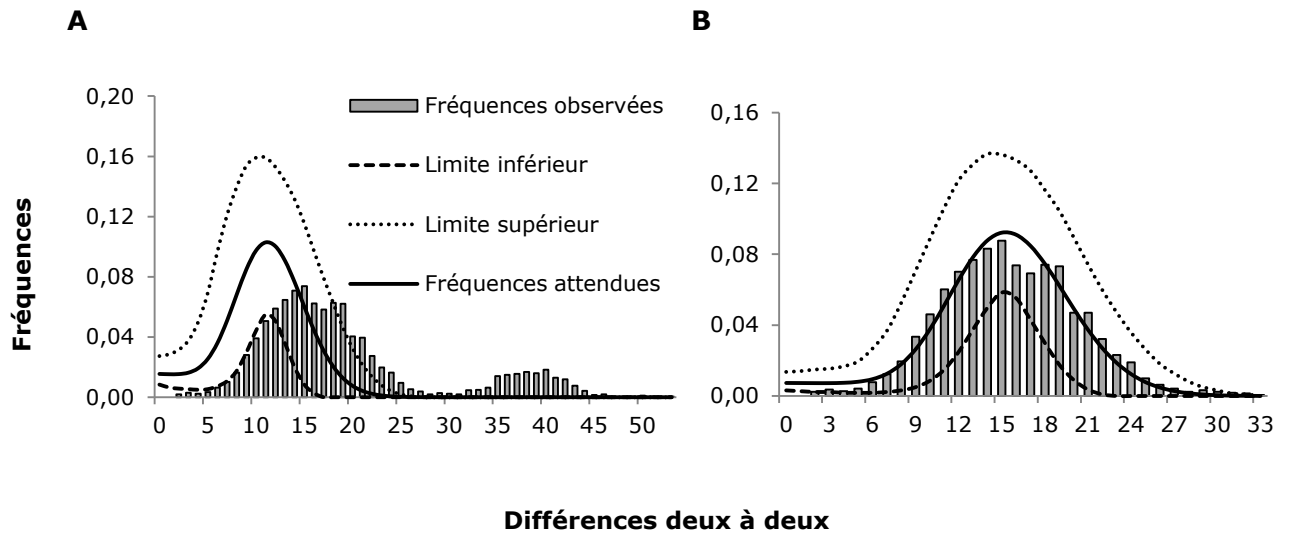 A
B
0,20
0,16
0,12
0,08
0,04
0,00
Fréquences observées
Limite inférieur
Limite supérieur
Fréquences attendues
Fréquences
0 5 10 15 20 25 30 35 40 45 50
0,16
0,12
0,08
0,04
0,00
0 3 6 9 12 15 18 21 24 27 30 33
Différences deux à deux